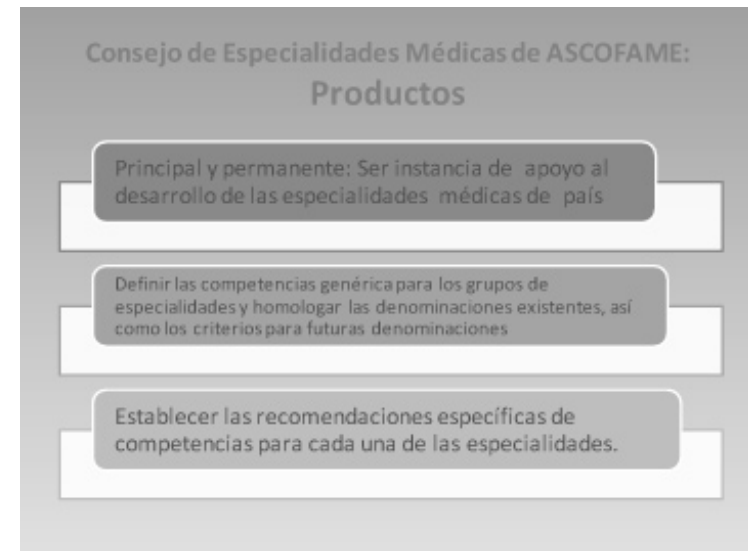 Consejo de Especialidades Médicas de ASCOFAME:
Productos
Principal y permanente: Ser instancia de apoyo al
desarrollo de las especialidades médicas de país
Definir las competencias genérica para los grupos de
especialidades y homologar las denominaciones existentes, así
como los criterios para futuras denominaciones
Establecer las recomendaciones específicas de
competencias para cada una de las especialidades.